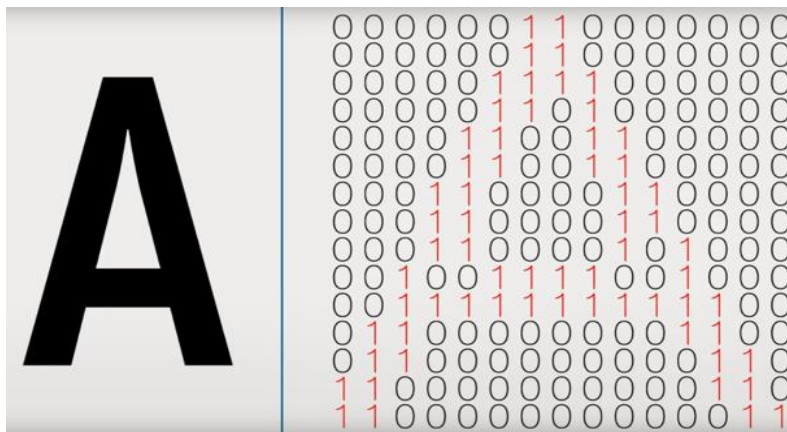 A
0 0 0 0 0 0 1 1 0 0 0 0 0 0 0
0 0 0 0 0 0 1 1 0 0 0 0 0 0 0
0 0 0 0 0 1 1 1 1 0 0 0 0 0 0
0 0 0 0 0 1 1 0 1 0 0 0 0 0 0
0 0 0 0 1 1 0 0 1 1 0 0 0 0 0
0 0 0 0 1 1 0 0 1 1 0 0 0 0 0
0 0 0 1 1 0 0 0 0 1 1 0 0 0 0
0 0 0 1 1 0 0 0 0 1 1 0 0 0 0
0 0 0 1 1 0 0 0 0 1 0 1 0 0 0
0 0 1 0 0 1 1 1 1 0 0 1 0 0 0
0 0 1 1 1 1 1 1 1 1 1 1 1 0 0
0 1 1 0 0 0 0 0 0 0 0 1 1 0 0
0 1 1 0 0 0 0 0 0 0 0 0 1 1 0
1 1 0 0 0 0 0 0 0 0 0 0 1 1 0
1 1 0 0 0 0 0 0 0 0 0 0 0 1 1